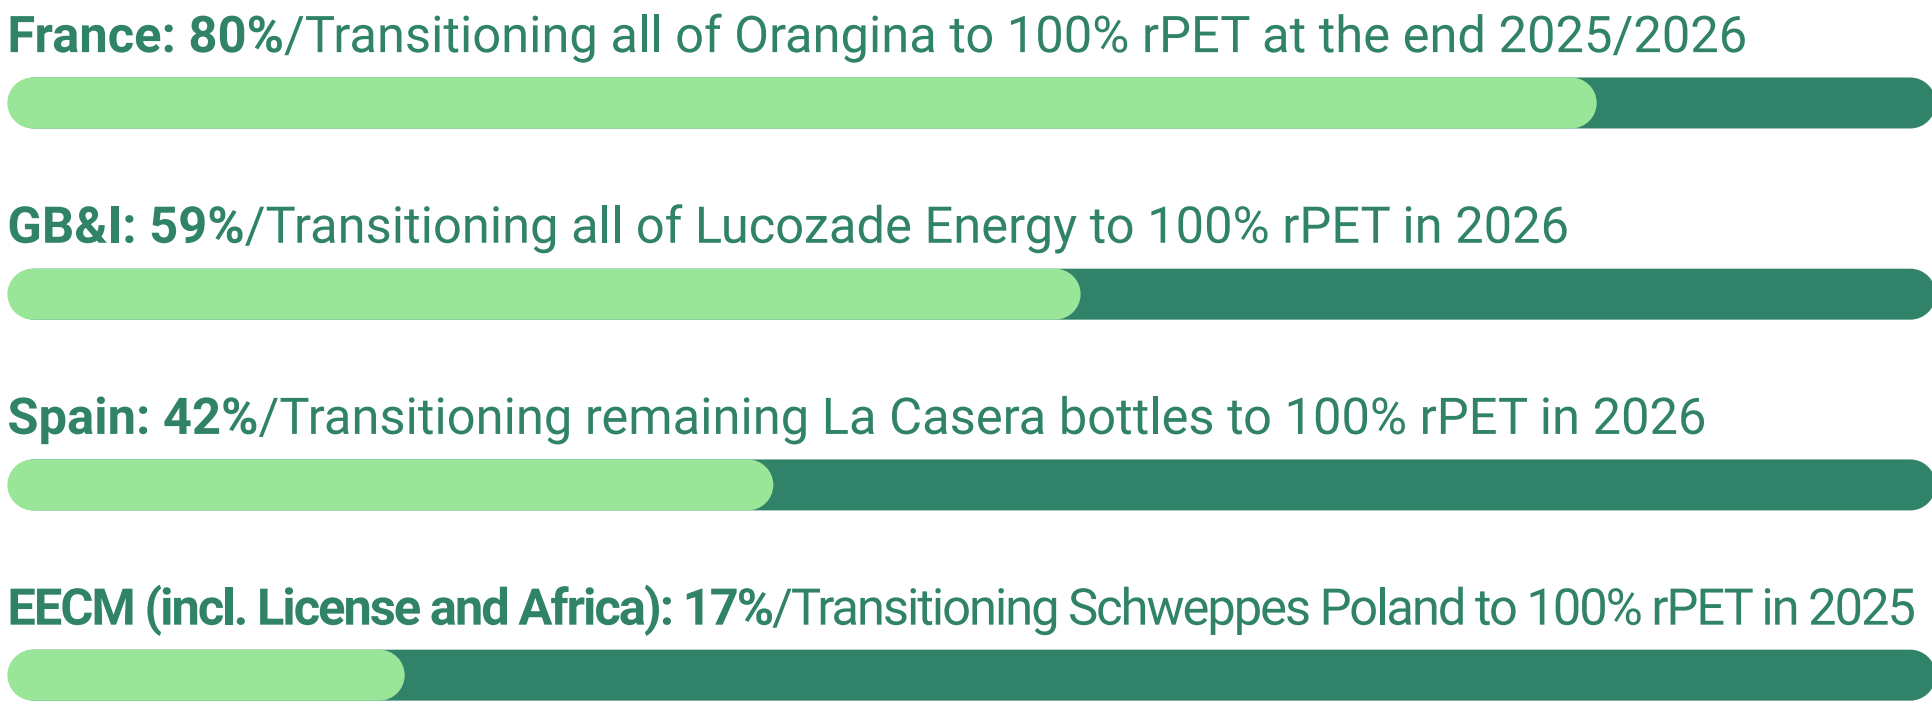 France: 80%/Transitioning all of Orangina to 100% rPET at the end 2025/2026
GB&I: 59%/Transitioning all of Lucozade Energy to 100% rPET in 2026
Spain: 42%/Transitioning remaining La Casera bottles to 100% rPET in 2026
EECM (incl. License and Africa): 17%/Transitioning Schweppes Poland to 100% rPET in 2025